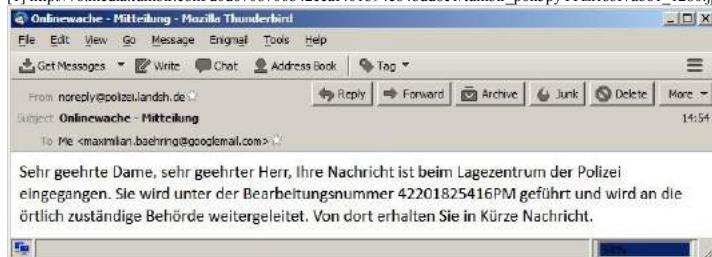 Onlinewache - Mitteilung - Mozilla Thunderbird
File Edit View Go Message Enigmail Tools Help
Get Messages Write Chat Address Book Tag
From noreply@polizei.landsh.de Reply Forward Archive Junk Delete More
Subject Onlinewache - Mitteilung 14:54
To Me <maximilian.baehring@googlemail.com>
Sehr geehrte Dame, sehr geehrter Herr, Ihre Nachricht ist beim Lagezentrum der Polizei
eingegangen. Sie wird unter der Bearbeitungsnummer 42201825416PM geführt und wird an die
örtlich zuständige Behörde weitergeleitet. Von dort erhalten Sie in Kürze Nachricht.